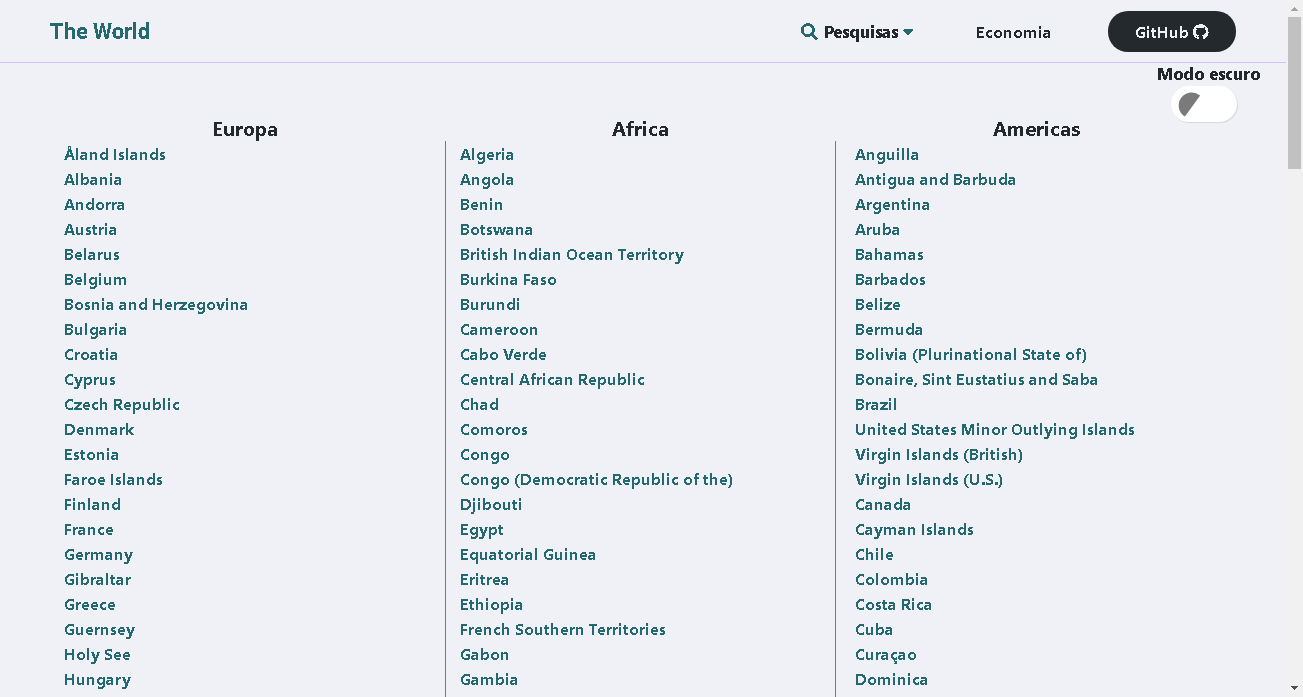 The World
Pesquisas
Economia
GitHub
Modo escuro
Europa
Åland Islands
Albania
Andorra
Austria
Belarus
Belgium
Bosnia and Herzegovina
Bulgaria
Croatia
Cyprus
Czech Republic
Denmark
Estonia
Faroe Islands
Finland
France
Germany
Gibraltar
Greece
Guernsey
Holy See
Hungary
Africa
Algeria
Angola
Benin
Botswana
British Indian Ocean Territory
Burkina Faso
Burundi
Cameroon
Cabo Verde
Central African Republic
Chad
Comoros
Congo
Congo (Democratic Republic of the)
Djibouti
Egypt
Equatorial Guinea
Eritrea
Ethiopia
French Southern Territories
Gabon
Gambia
Americas
Anguilla
Antigua and Barbuda
Argentina
Aruba
Bahamas
Barbados
Belize
Bermuda
Bolivia (Plurinational State of)
Bonaire, Sint Eustatius and Saba
Brazil
United States Minor Outlying Islands
Virgin Islands (British)
Virgin Islands (U.S.)
Canada
Cayman Islands
Chile
Colombia
Costa Rica
Cuba
Curaçao
Dominica